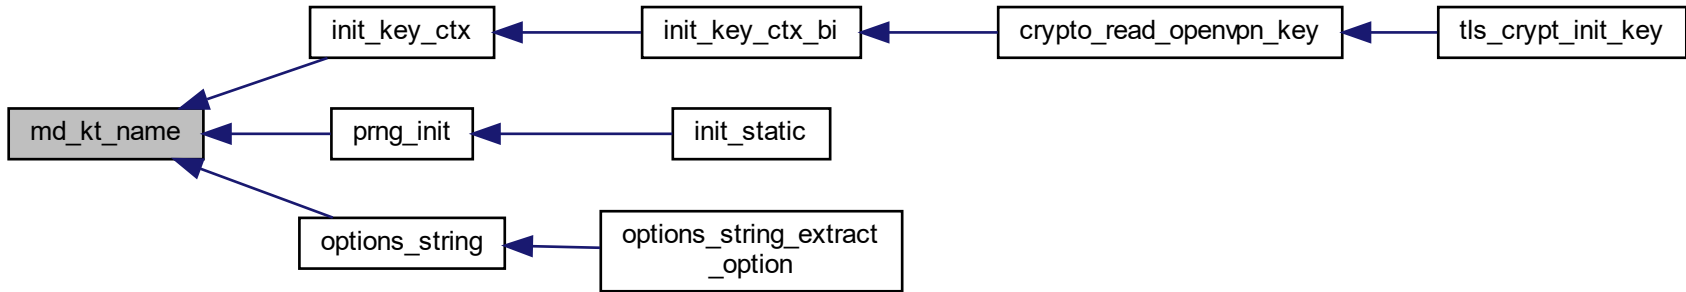 init_key_ctx
init_key_ctx_bi
crypto_read_openvpn_key
tls_crypt_init_key
md_kt_name
prng_init
init_static
options_string
options_string_extract
_option